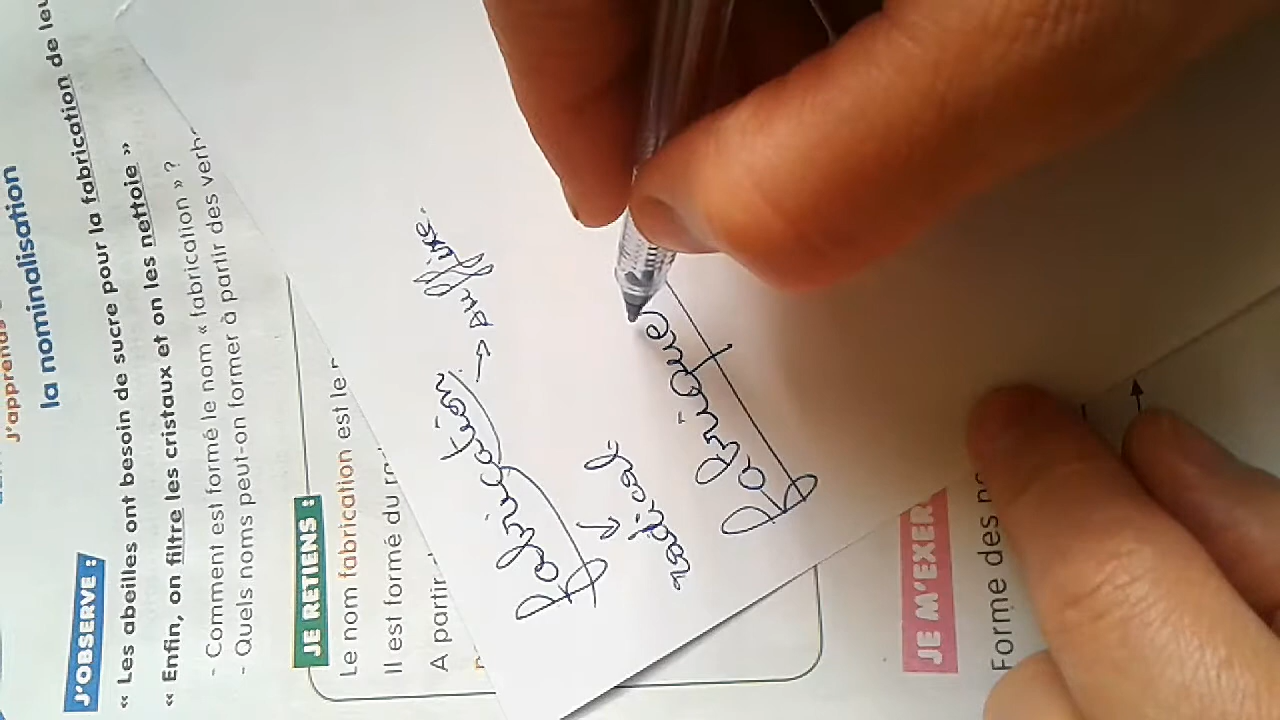 J'apprends
la nominalisation
J'OBSERVE :
« Les abeilles ont besoin de sucre pour la fabrication de leu
« Enfin, on filtre les cristaux et on les nettoie »
- Comment est formé le nom « fabrication » ?
- Quels noms peut-on former à partir des verb
JE RETIENS :
Le nom fabrication est le
Il est formé du
A partir
fabrication → suffixe.
radical
fabrique
JE M'EXER
Forme des